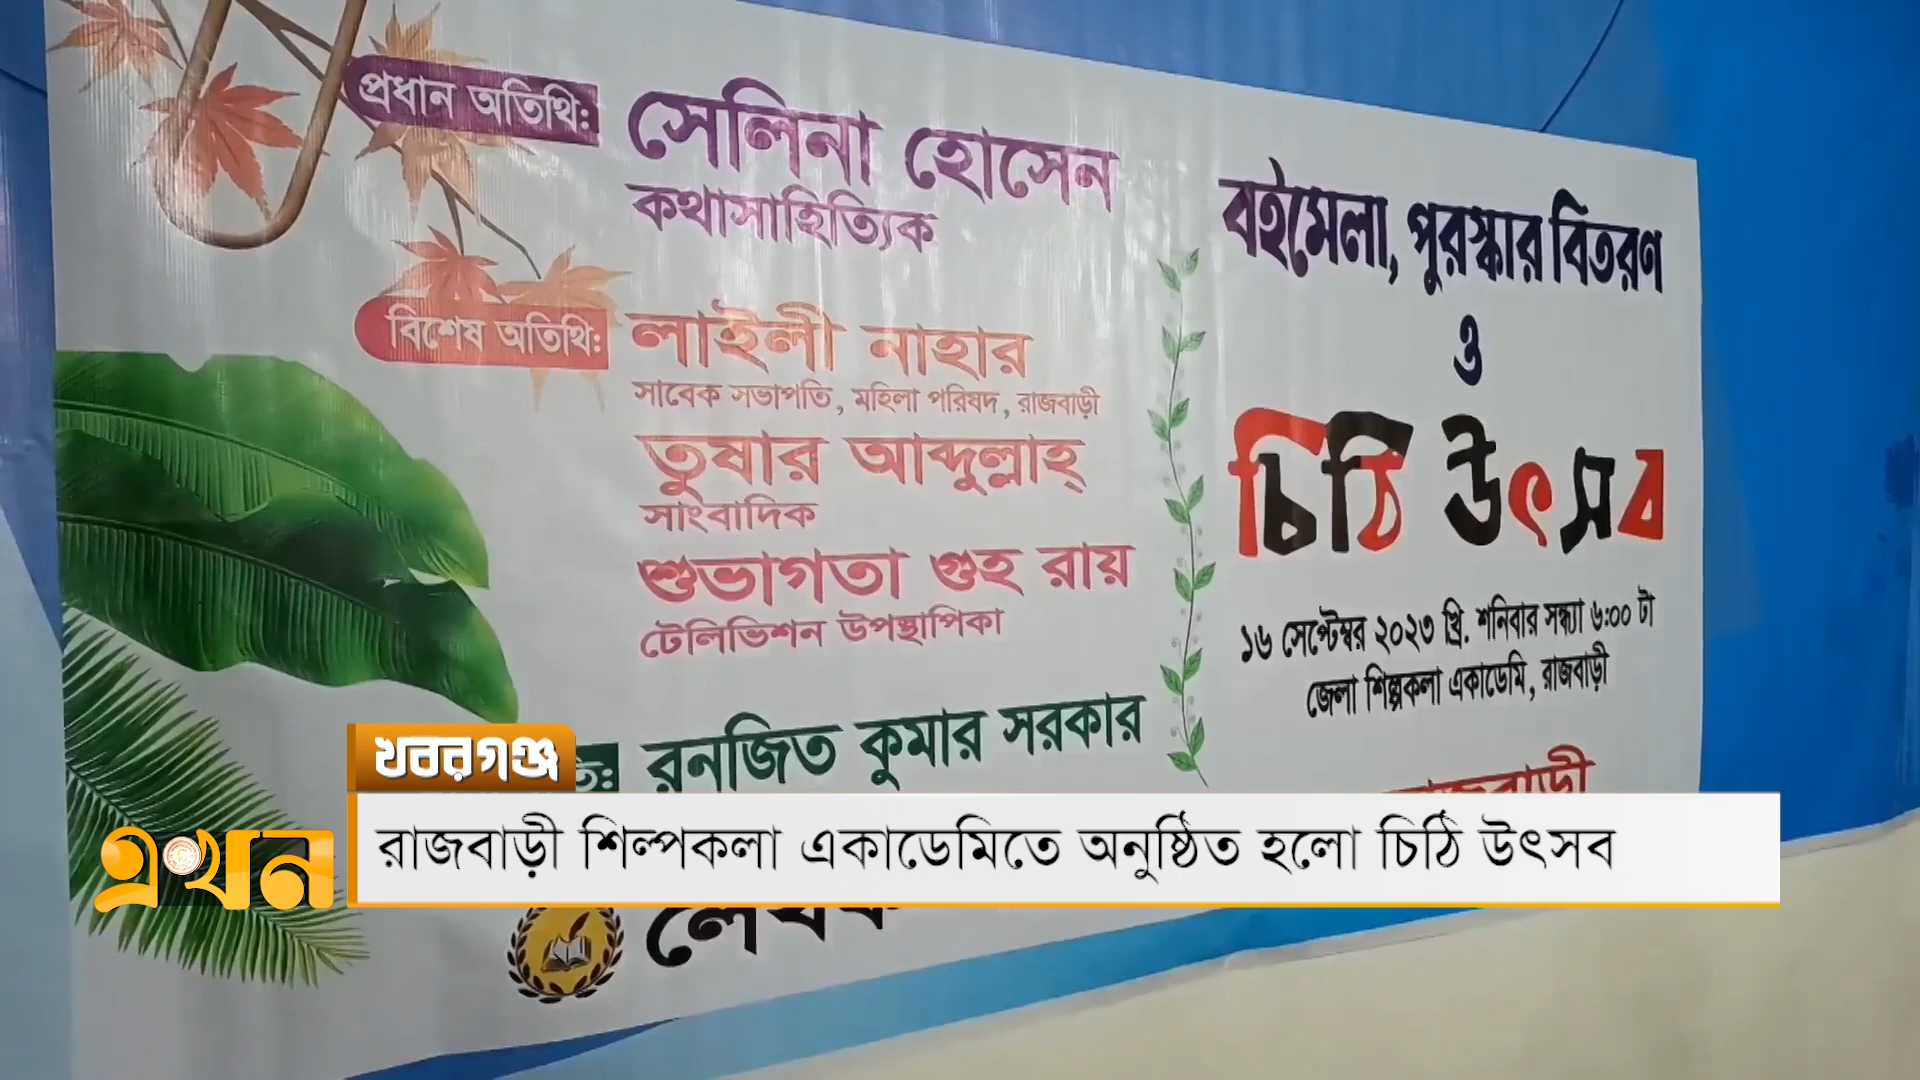 প্রধান অতিথি:
সেলিনা হোসেন
কথাসাহিত্যিক
বিশেষ অতিথি:
লাইলী নাহার
সাবেক সভাপতি, মহিলা পরিষদ, রাজবাড়ী
তুষার আব্দুল্লাহ্
সাংবাদিক
শুভাগতা গুহ রায়
টেলিভিশন উপস্থাপিকা
রনজিত কুমার সরকার
বইমেলা, পুরস্কার বিতরণ
ও
চিঠি উৎসব
১৬ সেপ্টেম্বর ২০২৩ খ্রি. শনিবার সন্ধ্যা ৬:০০ টা
জেলা শিল্পকলা একাডেমি, রাজবাড়ী
রাজবাড়ী
খবরগঞ্জ
এখন
রাজবাড়ী শিল্পকলা একাডেমিতে অনুষ্ঠিত হলো চিঠি উৎসব